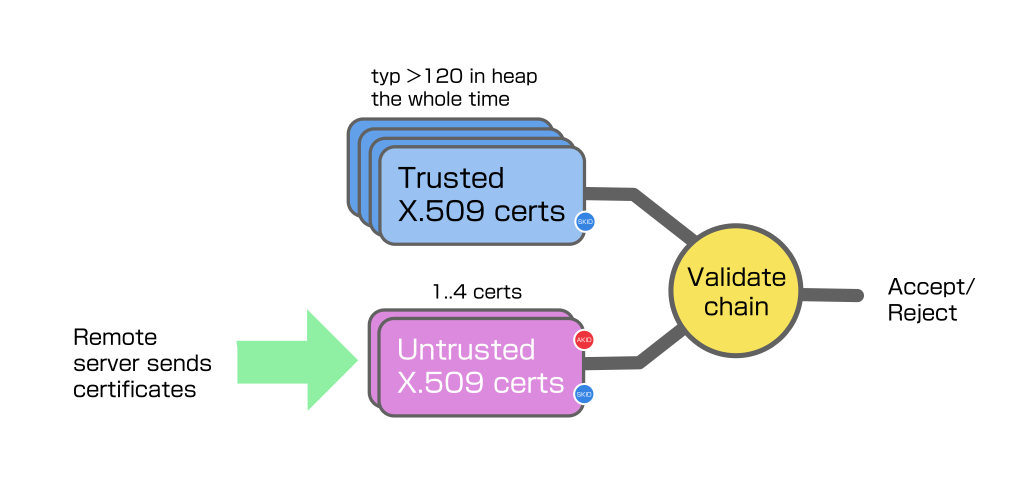 typ >120 in heap
the whole time
Trusted
X.509 certs
SKID
Validate
chain
Accept/
Reject
1..4 certs
Remote
server sends
certificates
Untrusted
X.509 certs
AKID
SKID